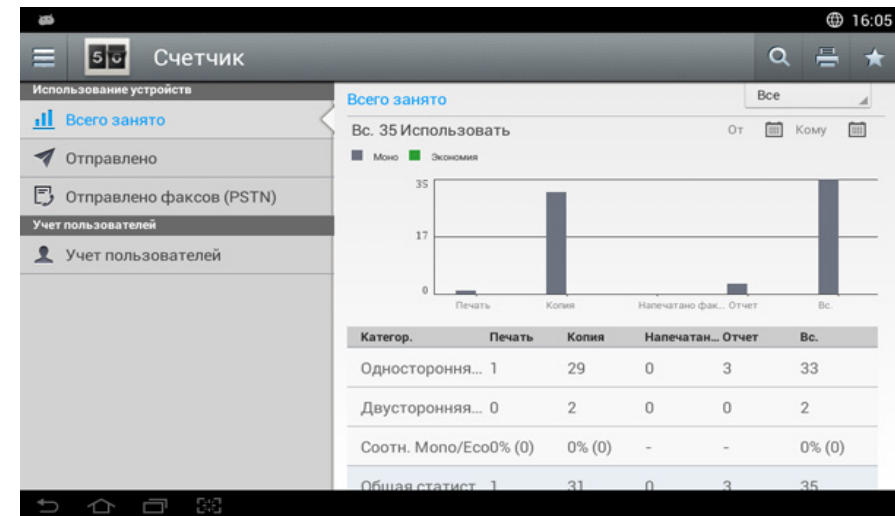 16:05
50 Счетчик
Использование устройств
Всего занято
Отправлено
Отправлено факсов (PSTN)
Учет пользователей
Учет пользователей
Всего занято Все
Вс. 35 Использовать От Кому
Моно Экономия
35
17
0
Печать Копия Напечатано фак... Отчет Вс.
Категор. Печать Копия Напечатан... Отчет Вс.
Одностороння... 1 29 0 3 33
Двусторонняя... 0 2 0 0 2
Соотн. Mono/Eco 0% (0) 0% (0) - - 0% (0)
Общая статист 1 31 0 3 35